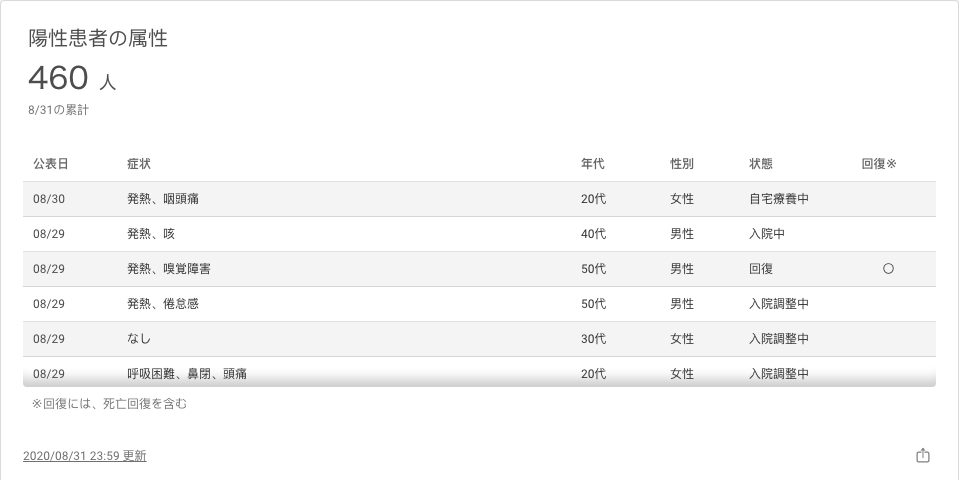 陽性患者の属性
460 人
8/31の累計
公表日 症状 年代 性別 状態 回復※
08/30 発熱、咽頭痛 20代 女性 自宅療養中
08/29 発熱、咳 40代 男性 入院中
08/29 発熱、嗅覚障害 50代 男性 回復 〇
08/29 発熱、倦怠感 50代 男性 入院調整中
08/29 なし 30代 女性 入院調整中
08/29 呼吸困難、鼻閉、頭痛 20代 女性 入院調整中
※回復には、死亡回復を含む
2020/08/31 23:59 更新